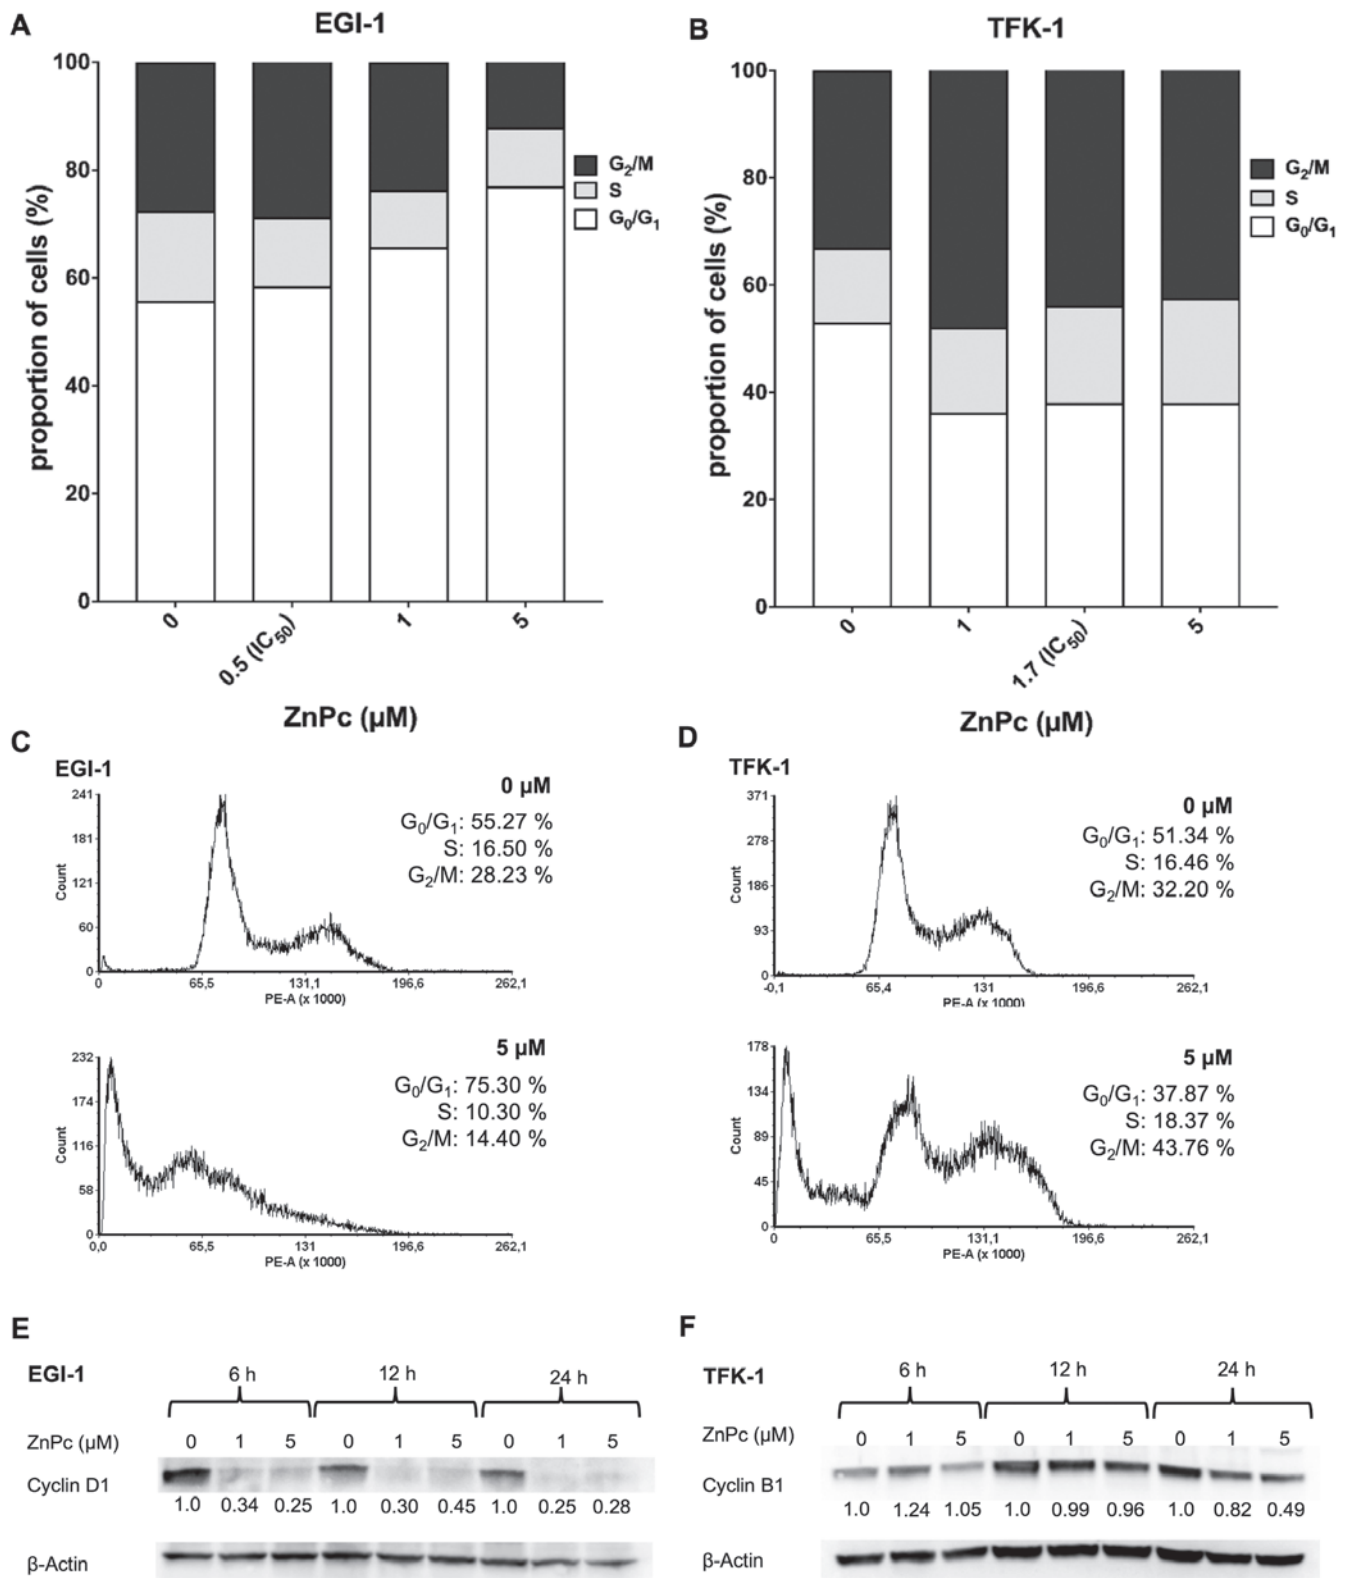 A
EGI-1
100
80
60
40
20
0
proportion of cells (%)
G₂/M
S
G₀/G₁
0
0.5 (IC₅₀)
1
5
ZnPc (µM)
B
TFK-1
100
80
60
40
20
0
proportion of cells (%)
G₂/M
S
G₀/G₁
0
1
1.7 (IC₅₀)
5
ZnPc (µM)
C
EGI-1
0 µM
G₀/G₁: 55.27 %
S: 16.50 %
G₂/M: 28.23 %
241
181
121
60
0
Count
0 65,5 131,1 196,6 262,1
PE-A (x 1000)
5 µM
G₀/G₁: 75.30 %
S: 10.30 %
G₂/M: 14.40 %
232
174
116
58
0
Count
0,0 65,5 131 196,6 262,1
PE-A (x 1000)
D
TFK-1
0 µM
G₀/G₁: 51.34 %
S: 16.46 %
G₂/M: 32.20 %
371
278
186
93
0
Count
-0,1 65,4 131 196,6 262,1
PE-A (x 1000)
5 µM
G₀/G₁: 37.87 %
S: 18.37 %
G₂/M: 43.76 %
178
134
89
45
0
Count
0 65,5 131,1 196,6 262,1
PE-A (x 1000)
E
EGI-1
6 h 12 h 24 h
ZnPc (µM) 0 1 5 0 1 5 0 1 5
Cyclin D1
1.0 0.34 0.25 1.0 0.30 0.45 1.0 0.25 0.28
β-Actin
F
TFK-1
6 h 12 h 24 h
ZnPc (µM) 0 1 5 0 1 5 0 1 5
Cyclin B1
1.0 1.24 1.05 1.0 0.99 0.96 1.0 0.82 0.49
β-Actin